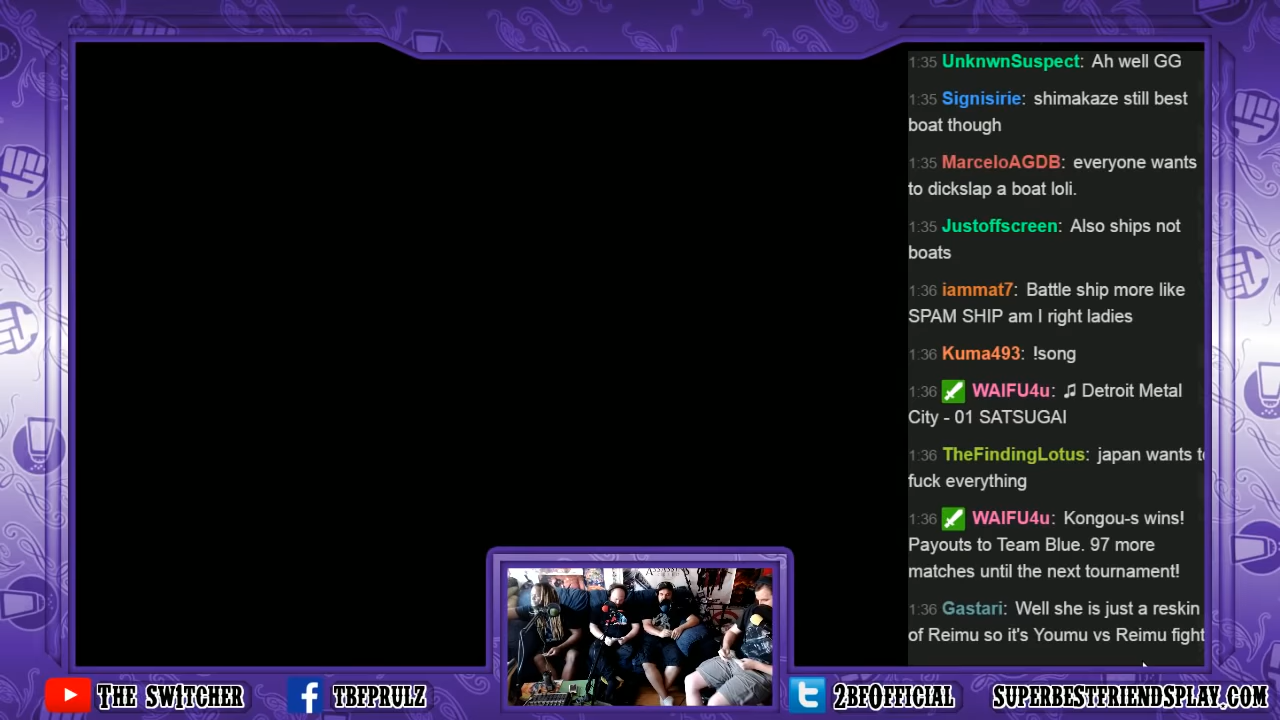 1:35 UnknwnSuspect: Ah well GG
1:35 Signisirie: shimakaze still best
boat though
1:35 MarceloAGDB: everyone wants
to dickslap a boat loli.
1:35 Justoffscreen: Also ships not
boats
1:36 iammat7: Battle ship more like
SPAM SHIP am I right ladies
1:36 Kuma493: !song
1:36 WAIFU4u: ♫ Detroit Metal
City - 01 SATSUGAI
1:36 TheFindingLotus: japan wants to
fuck everything
1:36 WAIFU4u: Kongou-s wins!
Payouts to Team Blue. 97 more
matches until the next tournament!
1:36 Gastari: Well she is just a reskin
of Reimu so it's Youmu vs Reimu fight
THE SW1TCHER
TBFPRULZ
2BFOFFICIAL
SUPERBESTFRIENDSPLAY.COM